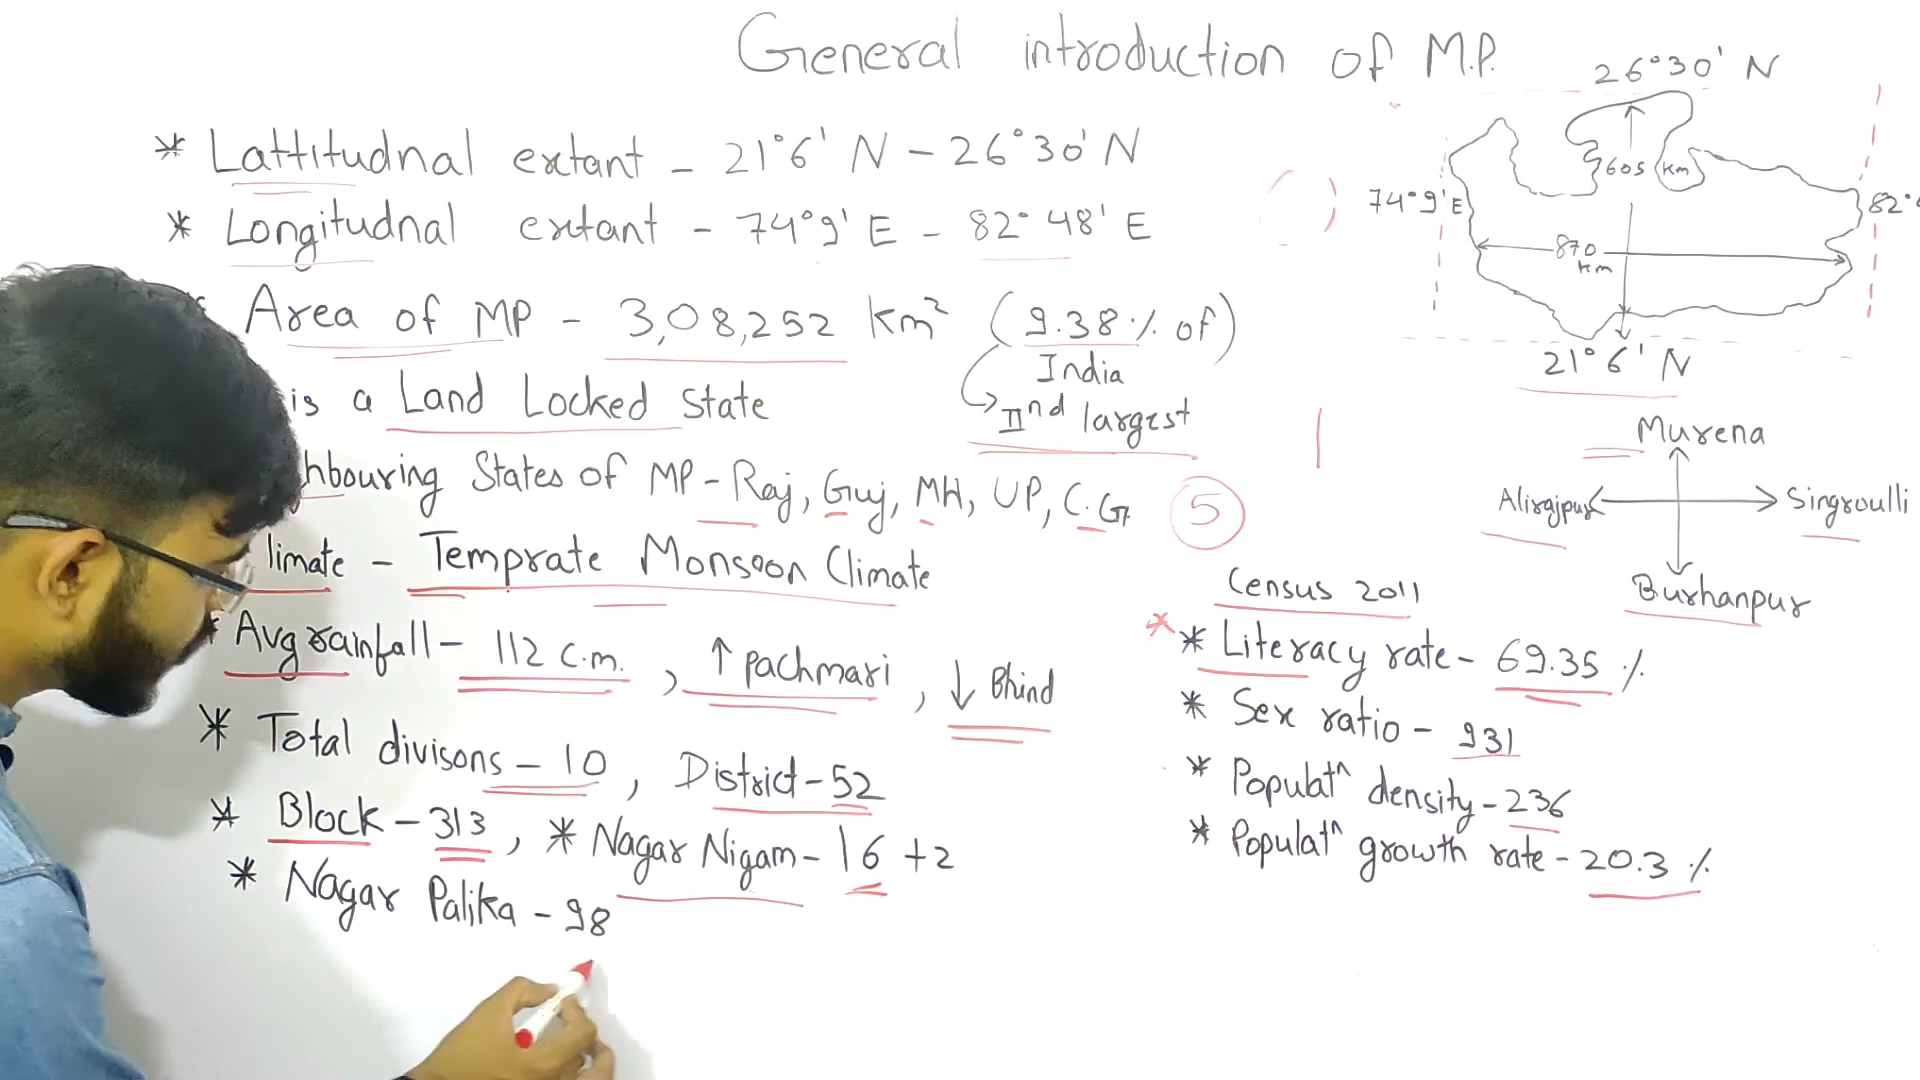 General introduction of M.P.
* Lattitudnal extant - 21°6' N - 26°30' N
* Longitudnal extant - 74°9' E - 82°48' E
Area of MP - 3,08,252 Km² (9.38% of)
India
IInd largest
is a Land Locked State
hbouring States of MP - Raj, Guj, MH, UP, C.G. 5
limate - Temprate Monsoon Climate
* Avg rainfall - 112 c.m., ↑ pachmari, ↓ Bhind
* Total divisons - 10, District - 52
* Block - 313, * Nagar Nigam - 16 +2
* Nagar Palika - 98
26°30' N
605 km
74°9' E
82°
870 km
21°6' N
Murena
Alirajpur
Singroulli
Burhanpur
Census 2011
* * Literacy rate - 69.35 %
* Sex ratio - 931
* Populatⁿ density - 236
* Populatⁿ growth rate - 20.3 %